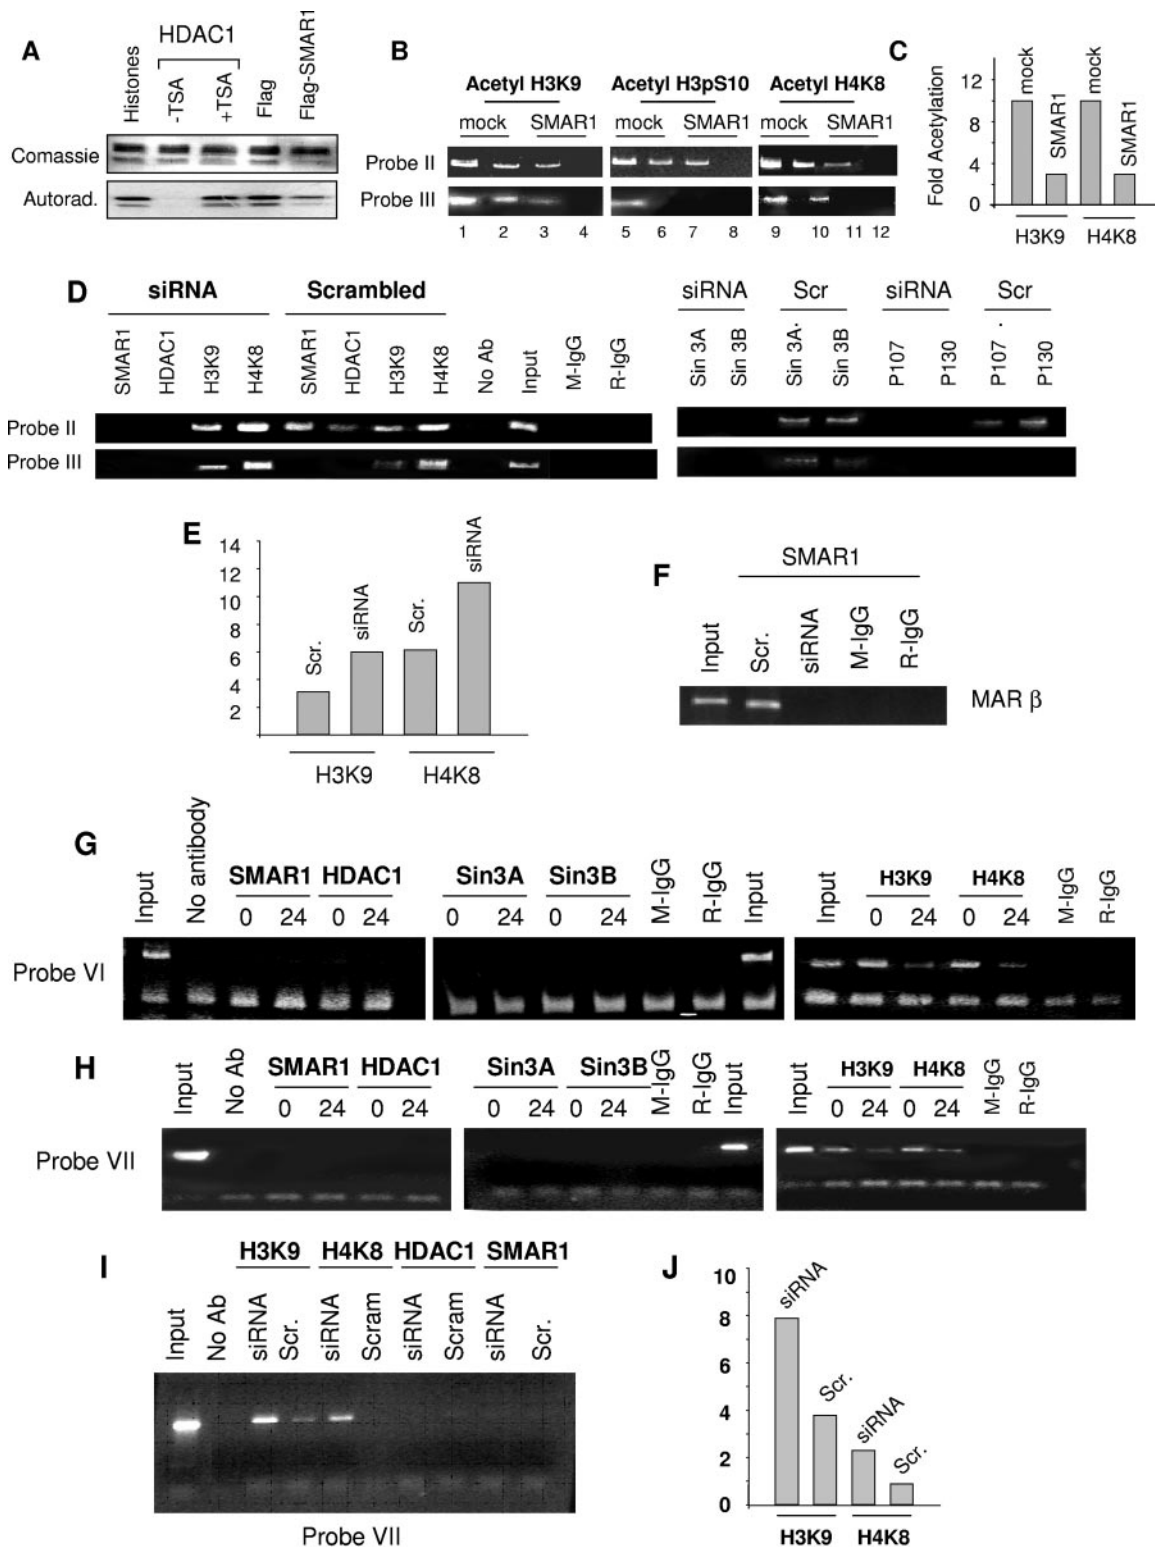 A
HDAC1
Histones
-TSA
+TSA
Flag
Flag-SMAR1
Comassie
Autorad.
B
Acetyl H3K9
Acetyl H3pS10
Acetyl H4K8
mock
SMAR1
mock
SMAR1
mock
SMAR1
Probe II
Probe III
1 2 3 4 5 6 7 8 9 10 11 12
C
Fold Acetylation
12
8
4
0
mock
SMAR1
mock
SMAR1
H3K9
H4K8
D
siRNA
Scrambled
SMAR1
HDAC1
H3K9
H4K8
SMAR1
HDAC1
H3K9
H4K8
No Ab
Input
M-IgG
R-IgG
siRNA
Scr
siRNA
Scr
Sin 3A
Sin 3B
Sin 3A
Sin 3B
P107
P130
P107
P130
Probe II
Probe III
E
14
12
10
8
6
4
2
Scr.
siRNA
Scr.
siRNA
H3K9
H4K8
F
SMAR1
Input
Scr.
siRNA
M-IgG
R-IgG
MAR β
G
Input
No antibody
SMAR1
HDAC1
0 24 0 24
Sin3A
Sin3B
0 24 0 24
M-IgG
R-IgG
Input
Input
H3K9
H4K8
0 24 0 24
M-IgG
R-IgG
Probe VI
H
Input
No Ab
SMAR1
HDAC1
0 24 0 24
Sin3A
Sin3B
0 24 0 24
M-IgG
R-IgG
Input
Input
H3K9
H4K8
0 24 0 24
M-IgG
R-IgG
Probe VII
I
H3K9
H4K8
HDAC1
SMAR1
Input
No Ab
siRNA
Scr.
siRNA
Scram
siRNA
Scram
siRNA
Scr.
Probe VII
J
10
8
6
4
2
0
siRNA
Scr.
siRNA
Scr.
H3K9
H4K8